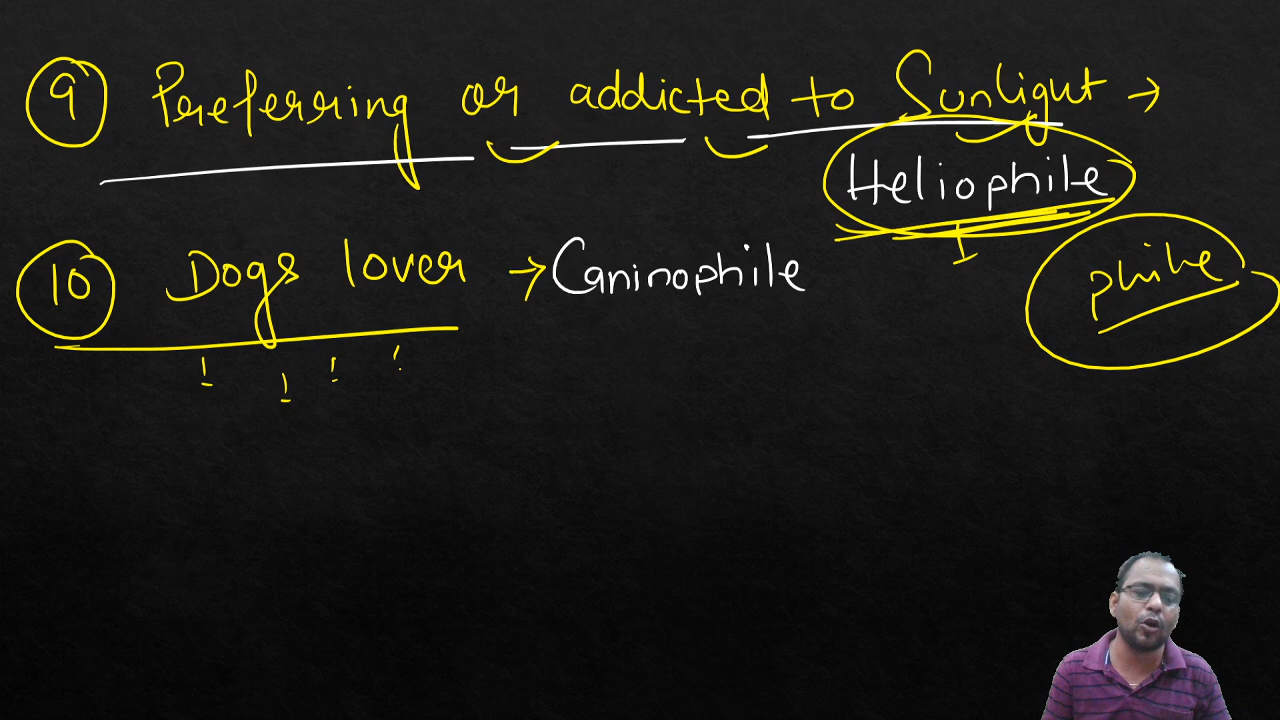 9 Preferring or addicted to Sunlight →
Heliophile
10 Dogs lover → Caninophile
phile